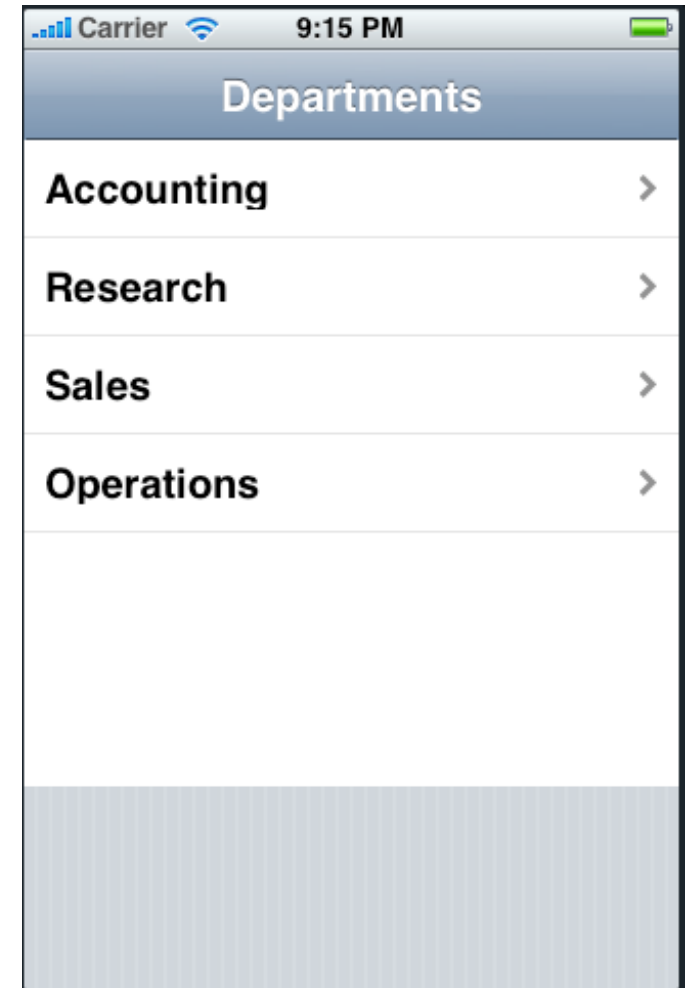 Carrier 9:15 PM
Departments
Accounting
Research
Sales
Operations